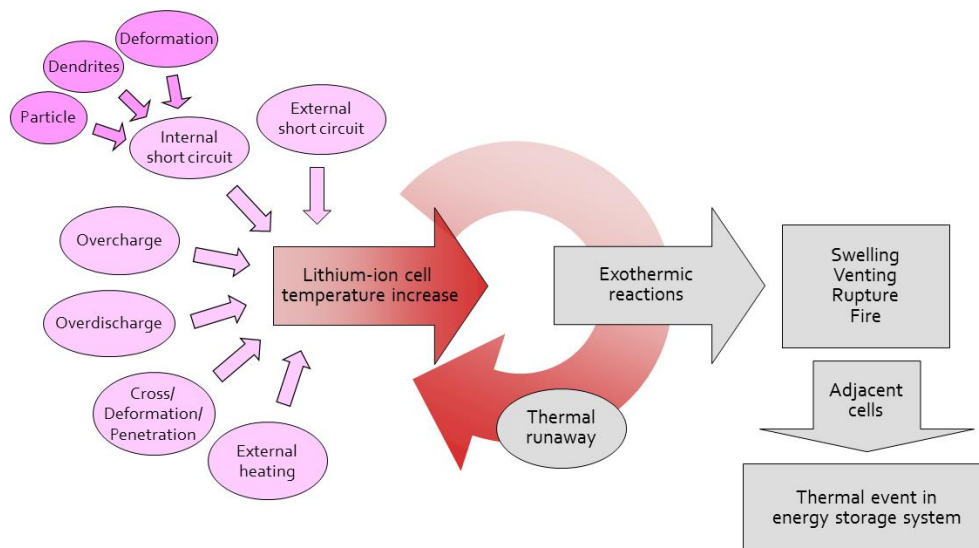 Deformation
Dendrites
Particle
Internal
short circuit
External
short circuit
Overcharge
Overdischarge
Cross/
Deformation/
Penetration
External
heating
Lithium-ion cell
temperature increase
Exothermic
reactions
Thermal
runaway
Swelling
Venting
Rupture
Fire
Adjacent
cells
Thermal event in
energy storage system